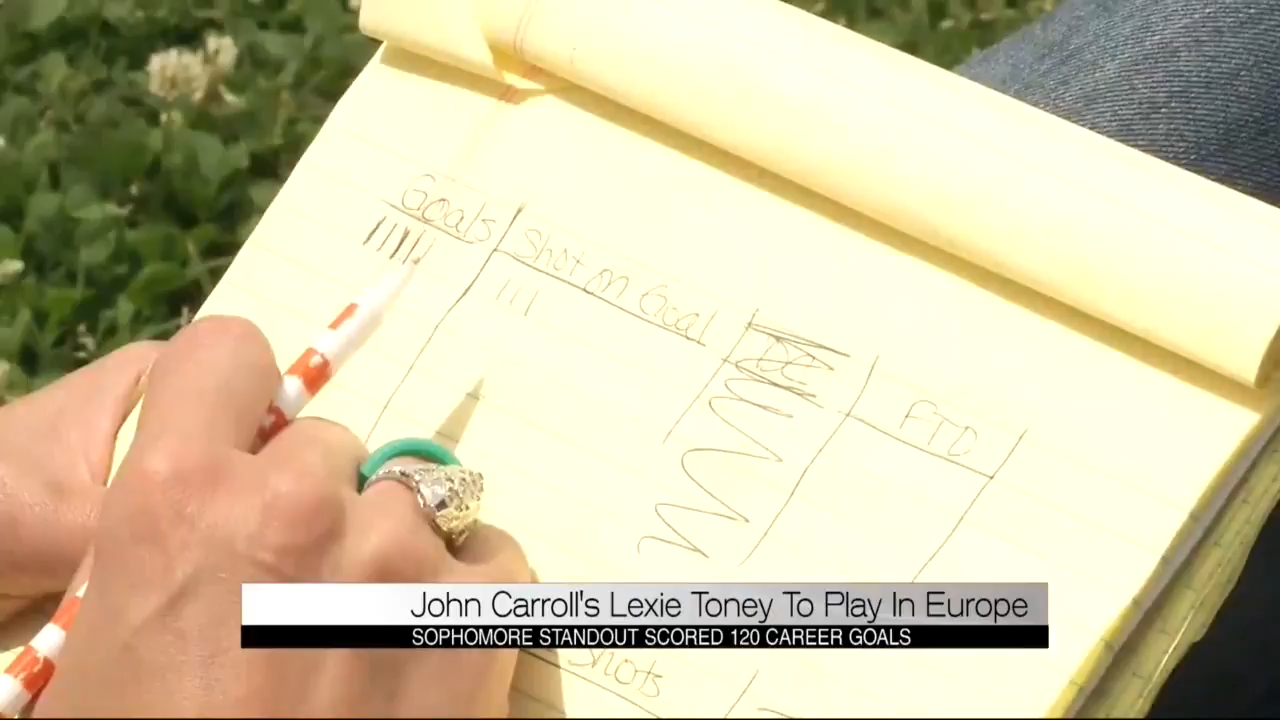 Goals
Shot on Goal
PTD
Shots
John Carroll's Lexie Toney To Play In Europe
SOPHOMORE STANDOUT SCORED 120 CAREER GOALS